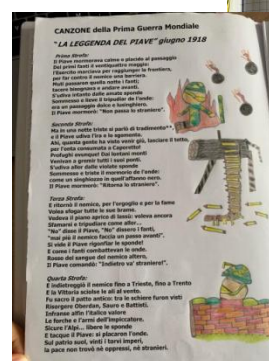 CANZONE della Prima Guerra Mondiale
"LA LEGGENDA DEL PIAVE" giugno 1918
Prima Strofa:
Il Piave mormorava calmo e placido al passaggio
Dei primi fanti il ventiquattro maggio:
l'Esercito marciava per raggiunger la frontiera,
per far contro il nemico una barriera.
Muti passaron quella notte i fanti:
tacere bisognava e andare avanti.
S'udiva intanto dalle amate sponde
Sommesso e lieve il tripudiar de l'onde:
era un presagio dolce e lusinghiero.
Il Piave mormorò: "Non passa lo straniero".
Seconda Strofa:
Ma in una notte triste si parlò di tradimento**,
e il Piave udiva l'ira e lo sgomento.
Ahi, quanta gente ha visto venir giù, lasciare il tetto,
per l'onta consumata a Caporetto!
Profughi ovunque! Dai lontani monti
Venivan a gremir tutti i suoi ponti.
S'udiva allor dalle violate sponde
Sommesso e triste il mormorio de l'onde:
come un singhiozzo in quell'affanno nero.
Il Piave mormorò: "Ritorna lo straniero".
Terza Strofa:
E ritornò il nemico, per l'orgoglio e per la fame
Volea sfogar tutte le sue brame.
Vedeva il piano aprico di lassù: voleva ancora
Sfamarsi e tripudiare come allor...
"No" disse il Piave, "No" dissero i fanti,
"mai più il nemico faccia un passo avanti".
Si vide il Piave rigonfiar le sponde!
E come i fanti combattevan le onde.
Rosso del sangue del nemico altero,
Il Piave comandò: "Indietro va' straniero!".
Quarta Strofa:
E indietreggiò il nemico fino a Trieste, fino a Trento
E la Vittoria sciolse le ali al vento.
Fu sacro il patto antico: tra le schiere furon visti
Risorgere Oberdan, Sauro e Battisti.
Infranse alfin l'italico valore
Le forche e l'armi dell'impiccatore.
Sicure l'Alpi... libere le sponde
E tacque il Piave: si placaron l'onde.
Sul patrio suol, vinti i torvi imperi,
la pace non trovò nè oppressi, nè stranieri.